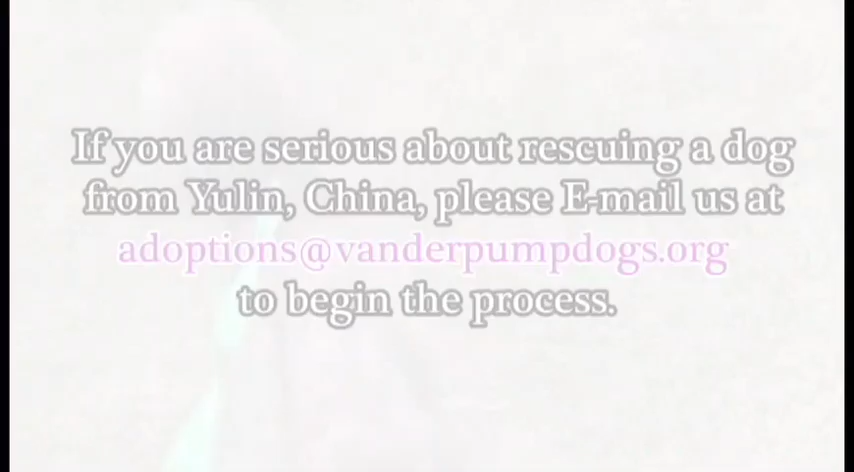 If you are serious about rescuing a dog
from Yulin, China, please E-mail us at
adoptions@vanderpumpdogs.org
to begin the process.